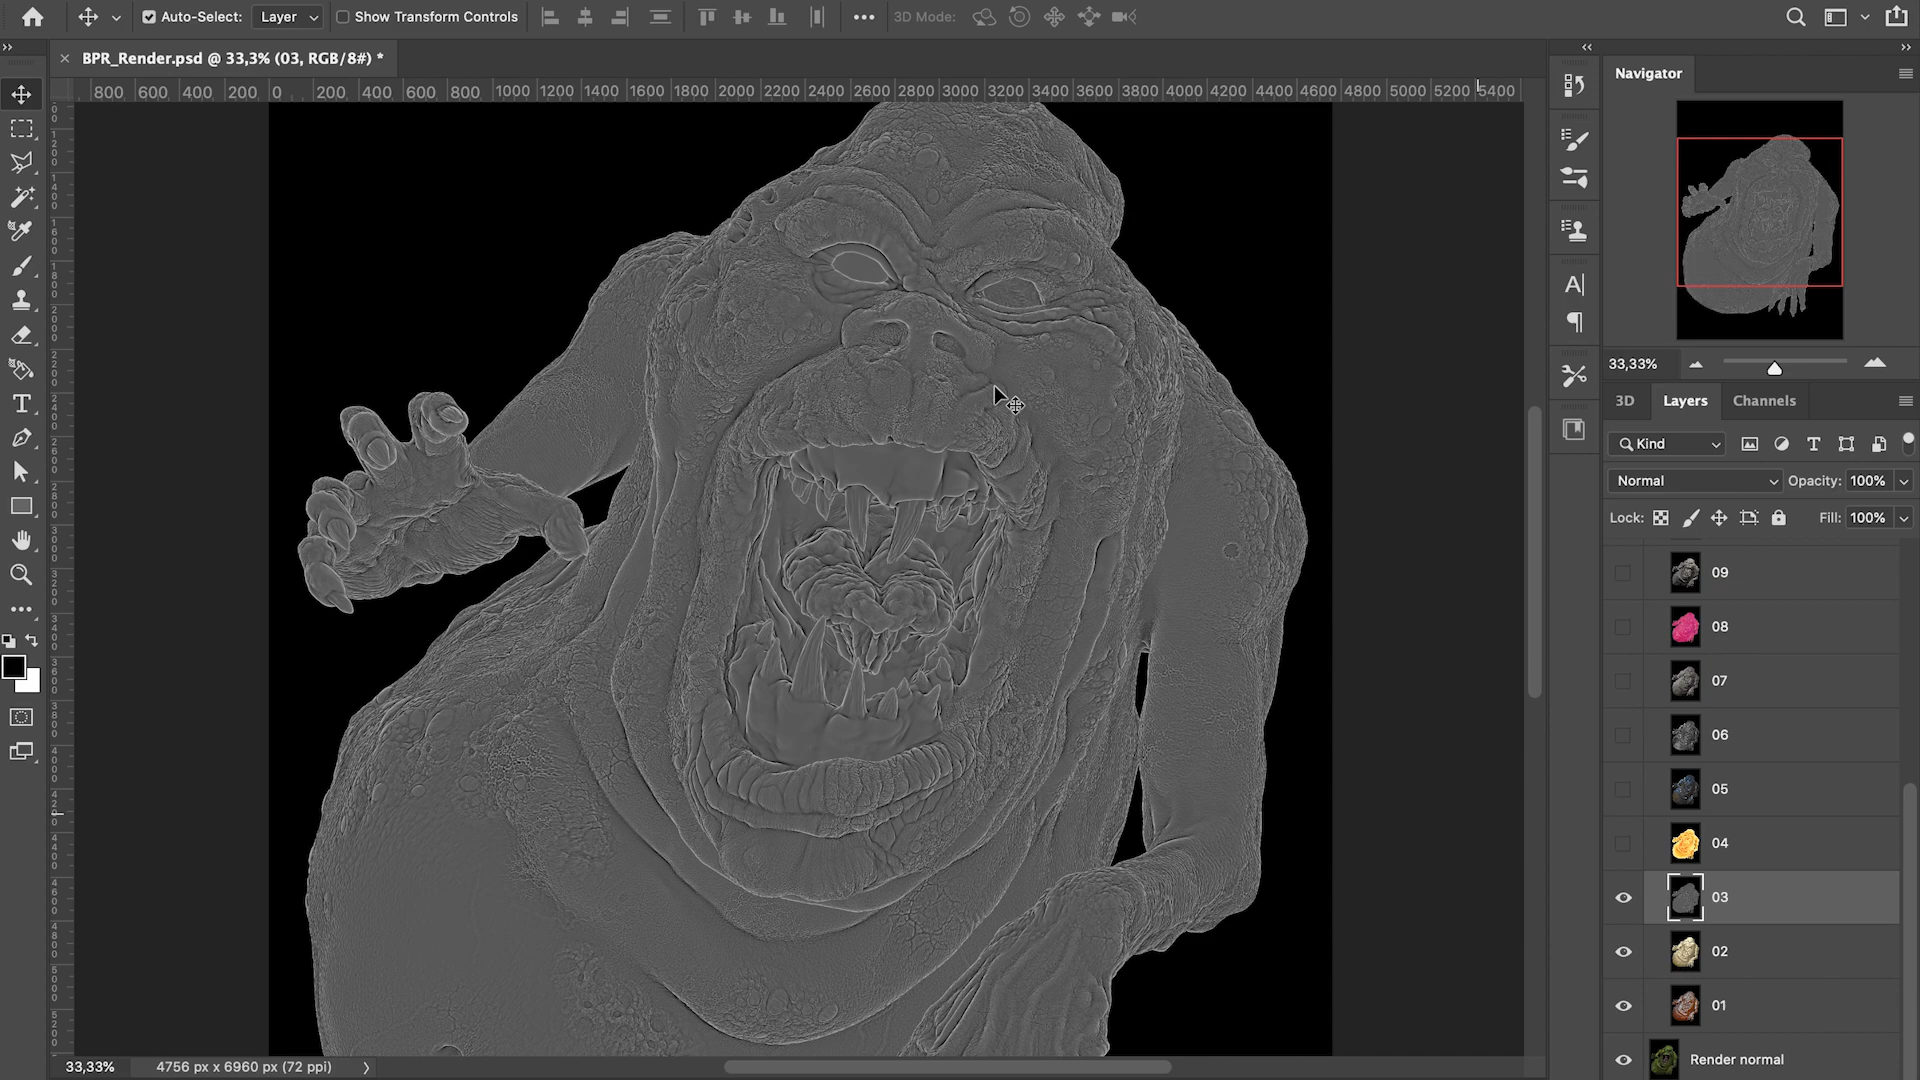 Auto-Select: Layer Show Transform Controls 3D Mode:
BPR_Render.psd @ 33,3% (03, RGB/8#) *
800 600 400 200 0 200 400 600 800 1000 1200 1400 1600 1800 2000 2200 2400 2600 2800 3000 3200 3400 3600 3800 4000 4200 4400 4600 4800 5000 5200 5400
Navigator
33,33%
3D Layers Channels
Kind
Normal Opacity: 100%
Lock: Fill: 100%
09
08
07
06
05
04
03
02
01
Render normal
33,33% 4756 px x 6960 px (72 ppi)